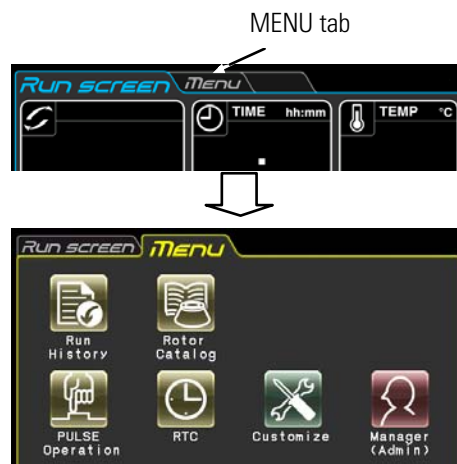 MENU tab
Run screen Menu
TIME hh:mm TEMP °C
Run screen Menu
Run History
Rotor Catalog
PULSE Operation
RTC
Customize
Manager (Admin)